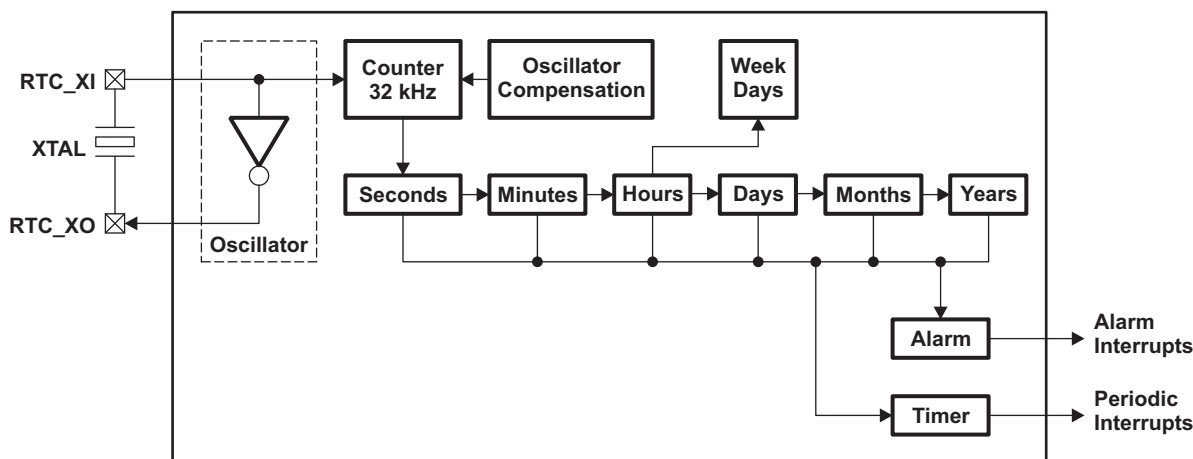 RTC_XI
XTAL
RTC_XO
Oscillator
Counter
32 kHz
Oscillator
Compensation
Week
Days
Seconds
Minutes
Hours
Days
Months
Years
Alarm
Alarm
Interrupts
Timer
Periodic
Interrupts